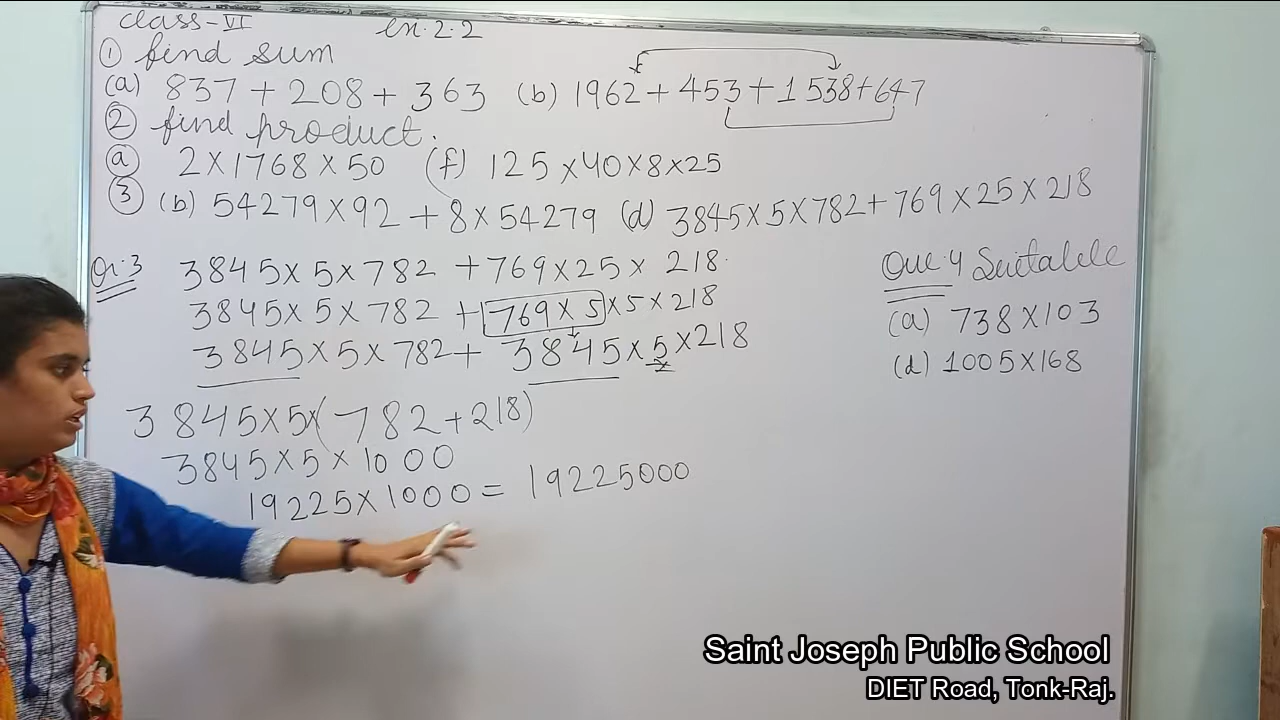 class-VI ex. 2.2
① find sum
(a) 837 + 208 + 363 (b) 1962 + 453 + 1538 + 647
② find product.
ⓐ 2 × 1768 × 50 (f) 125 × 40 × 8 × 25
③ (b) 54279 × 92 + 8 × 54279 (d) 3845 × 5 × 782 + 769 × 25 × 218
Qn. 3 3845 × 5 × 782 + 769 × 25 × 218
3845 × 5 × 782 + 769 × 5 × 5 × 218
3845 × 5 × 782 + 3845 × 5 × 218
3845 × 5 × (782 + 218)
3845 × 5 × 1000
19225 × 1000 = 19225000
Que. 4 Suitable
(a) 738 × 103
(d) 1005 × 168
Saint Joseph Public School
DIET Road, Tonk-Raj.